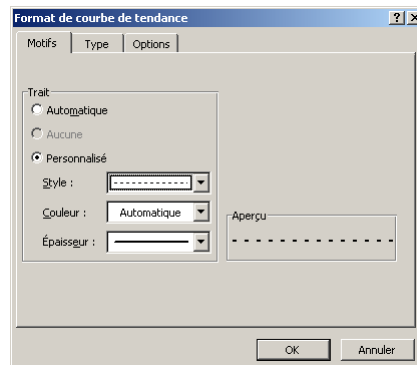 Format de courbe de tendance
Motifs
Type
Options
Trait
Automatique
Aucune
Personnalisé
Style :
Couleur :
Automatique
Épaisseur :
Aperçu
OK
Annuler